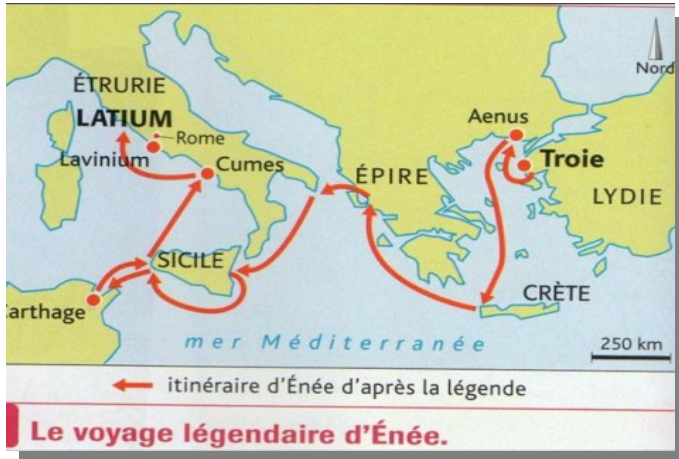 Nord
ÉTRURIE
LATIUM
Rome
Lavinium
Cumes
Aenus
Troie
ÉPIRE
LYDIE
SICILE
Carthage
CRÈTE
mer Méditerranée
250 km
itinéraire d'Énée d'après la légende
Le voyage légendaire d'Énée.